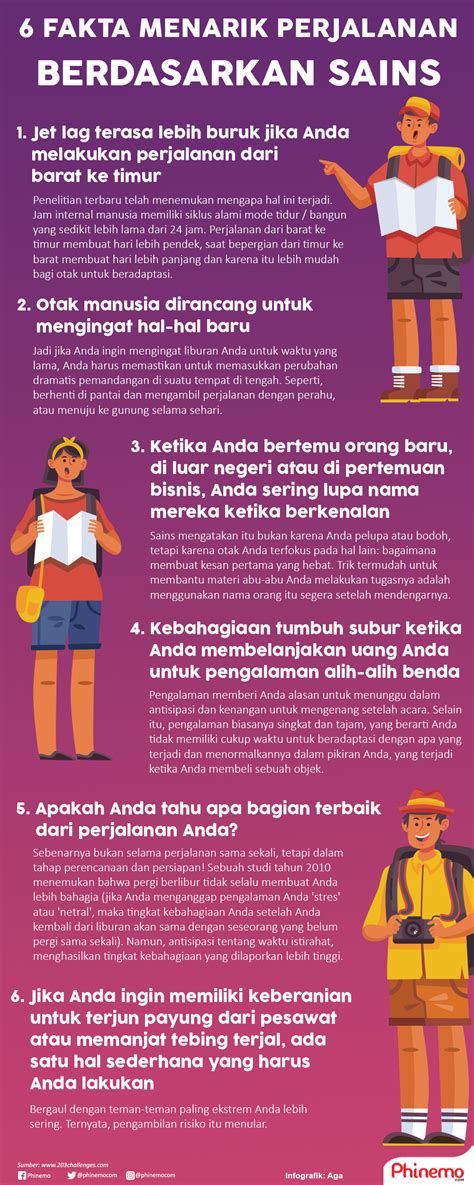 6 FAKTA MENARIK PERJALANAN
BERDASARKAN SAINS
1. Jet lag terasa lebih buruk jika Anda
melakukan perjalanan dari
barat ke timur
Penelitian terbaru telah menemukan mengapa hal ini terjadi.
Jam internal manusia memiliki siklus alami mode tidur / bangun
yang sedikit lebih lama dari 24 jam. Perjalanan dari barat ke
timur membuat hari lebih pendek, saat bepergian dari timur ke
barat membuat hari lebih panjang dan karena itu lebih mudah
bagi otak untuk beradaptasi.
2. Otak manusia dirancang untuk
mengingat hal-hal baru
Jadi jika Anda ingin mengingat liburan Anda untuk waktu yang
lama, Anda harus memastikan untuk memasukkan perubahan
dramatis pemandangan di suatu tempat di tengah. Seperti,
berhenti di pantai dan mengambil perjalanan dengan perahu,
atau menuju ke gunung selama sehari.
3. Ketika Anda bertemu orang baru,
di luar negeri atau di pertemuan
bisnis, Anda sering lupa nama
mereka ketika berkenalan
Sains mengatakan itu bukan karena Anda pelupa atau bodoh,
tetapi karena otak Anda terfokus pada hal lain: bagaimana
membuat kesan pertama yang hebat. Trik termudah untuk
membantu materi abu-abu Anda melakukan tugasnya adalah
menggunakan nama orang itu segera setelah mendengarnya.
4. Kebahagiaan tumbuh subur ketika
Anda membelanjakan uang Anda
untuk pengalaman alih-alih benda
Pengalaman memberi Anda alasan untuk menunggu dalam
antisipasi dan kenangan untuk mengenang setelah acara. Selain
itu, pengalaman biasanya singkat dan tajam, yang berarti Anda
tidak memiliki cukup waktu untuk beradaptasi dengan apa yang
terjadi dan menormalkannya dalam pikiran Anda, yang terjadi
ketika Anda membeli sebuah objek.
5. Apakah Anda tahu apa bagian terbaik
dari perjalanan Anda?
Sebenarnya bukan selama perjalanan sama sekali, tetapi dalam
tahap perencanaan dan persiapan! Sebuah studi tahun 2010
menemukan bahwa pergi berlibur tidak selalu membuat Anda
lebih bahagia (jika Anda menganggap pengalaman Anda 'stres'
atau 'netral', maka tingkat kebahagiaan Anda setelah Anda
kembali dari liburan akan sama dengan seseorang yang belum
pergi sama sekali). Namun, antisipasi tentang waktu istirahat,
menghasilkan tingkat kebahagiaan yang dilaporkan lebih tinggi.
6. Jika Anda ingin memiliki keberanian
untuk terjun payung dari pesawat
atau memanjat tebing terjal, ada
satu hal sederhana yang harus
Anda lakukan
Bergaul dengan teman-teman paling ekstrem Anda lebih
sering. Ternyata, pengambilan risiko itu menular.
Sumber: www.203challenges.com
Phinemo @phinemocom @phinemocom
Infografik: Aga
Phinemo
.com